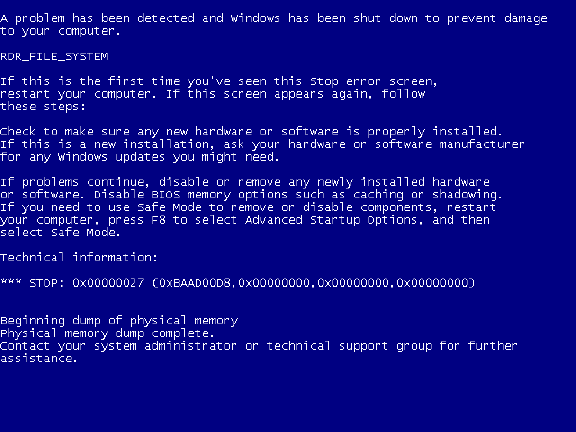 A problem has been detected and Windows has been shut down to prevent damage
to your computer.
RDR_FILE_SYSTEM
If this is the first time you've seen this Stop error screen,
restart your computer. If this screen appears again, follow
these steps:
Check to make sure any new hardware or software is properly installed.
If this is a new installation, ask your hardware or software manufacturer
for any Windows updates you might need.
If problems continue, disable or remove any newly installed hardware
or software. Disable BIOS memory options such as caching or shadowing.
If you need to use Safe Mode to remove or disable components, restart
your computer, press F8 to select Advanced Startup Options, and then
select Safe Mode.
Technical information:
*** STOP: 0x00000027 (0xBAAD00D8,0x00000000,0x00000000,0x00000000)
Beginning dump of physical memory
Physical memory dump complete.
Contact your system administrator or technical support group for further
assistance.